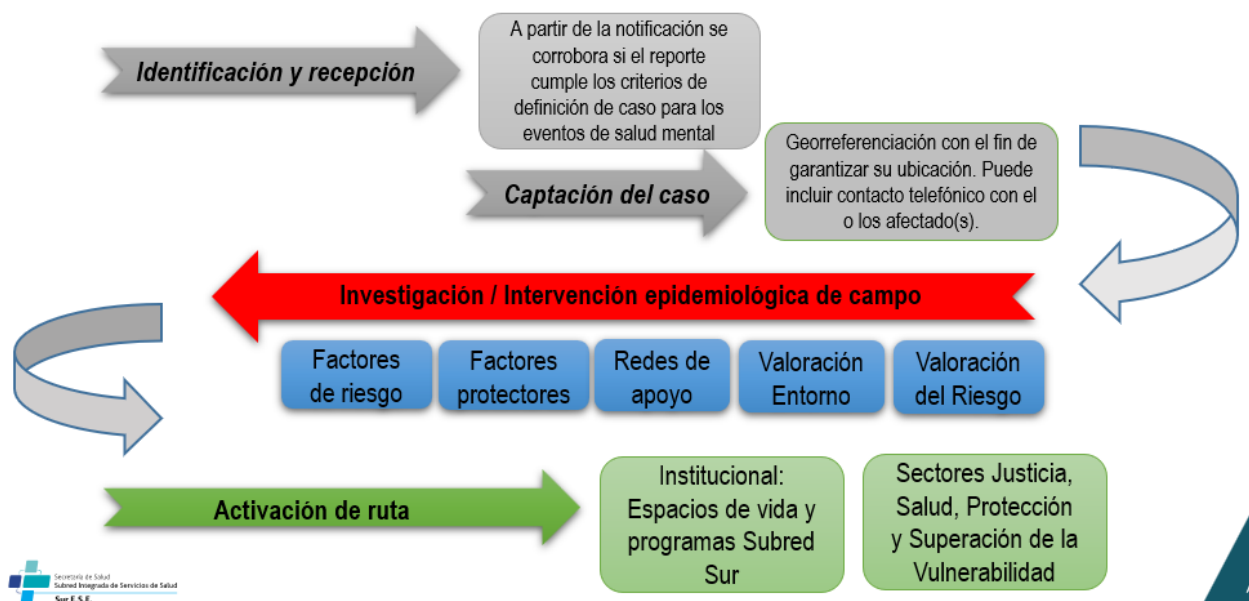 Identificación y recepción
A partir de la notificación se
corrobora si el reporte
cumple los criterios de
definición de caso para los
eventos de salud mental
Captación del caso
Georreferenciación con el fin de
garantizar su ubicación. Puede
incluir contacto telefónico con el
o los afectado(s).
Investigación / Intervención epidemiológica de campo
Factores
de riesgo
Factores
protectores
Redes de
apoyo
Valoración
Entorno
Valoración
del Riesgo
Activación de ruta
Institucional:
Espacios de vida y
programas Subred
Sur
Sectores Justicia,
Salud, Protección
y Superación de la
Vulnerabilidad
Secretaría de Salud
Subred Integrada de Servicios de Salud
Sur E.S.E.